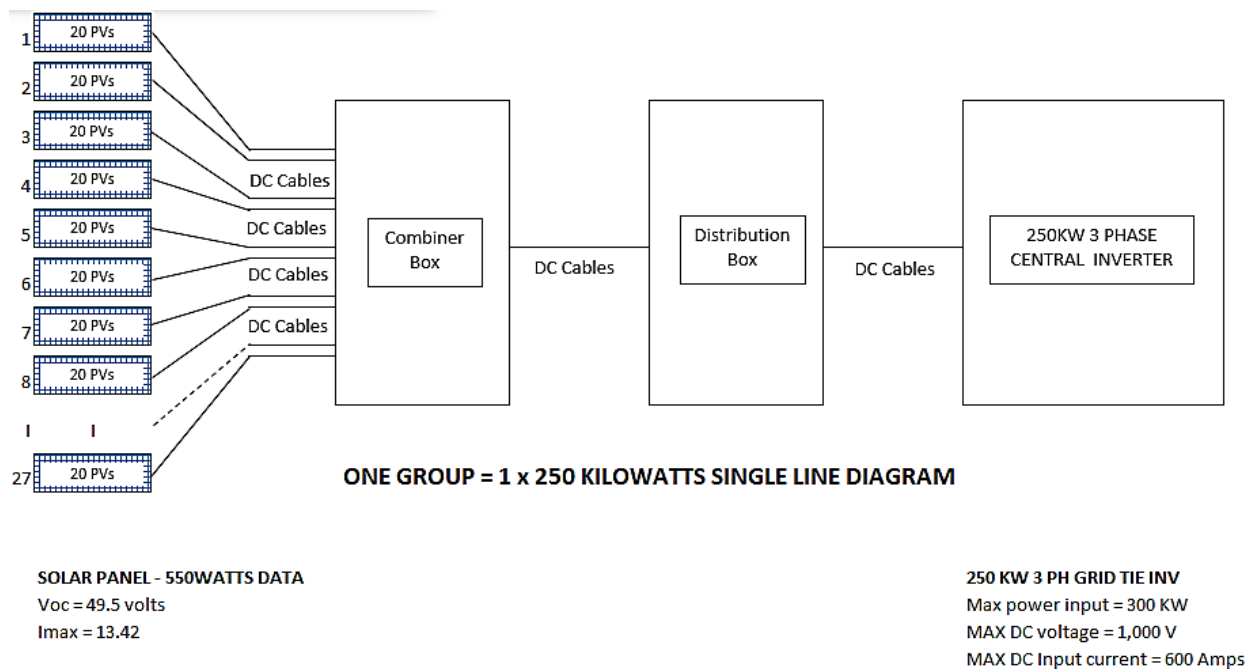 1 20 PVs
2 20 PVs
3 20 PVs
4 20 PVs
5 20 PVs
6 20 PVs
7 20 PVs
8 20 PVs
I I
27 20 PVs
DC Cables
DC Cables
DC Cables
DC Cables
Combiner
Box
DC Cables
Distribution
Box
DC Cables
250KW 3 PHASE
CENTRAL INVERTER
ONE GROUP = 1 x 250 KILOWATTS SINGLE LINE DIAGRAM
SOLAR PANEL - 550WATTS DATA
Voc = 49.5 volts
Imax = 13.42
250 KW 3 PH GRID TIE INV
Max power input = 300 KW
MAX DC voltage = 1,000 V
MAX DC Input current = 600 Amps